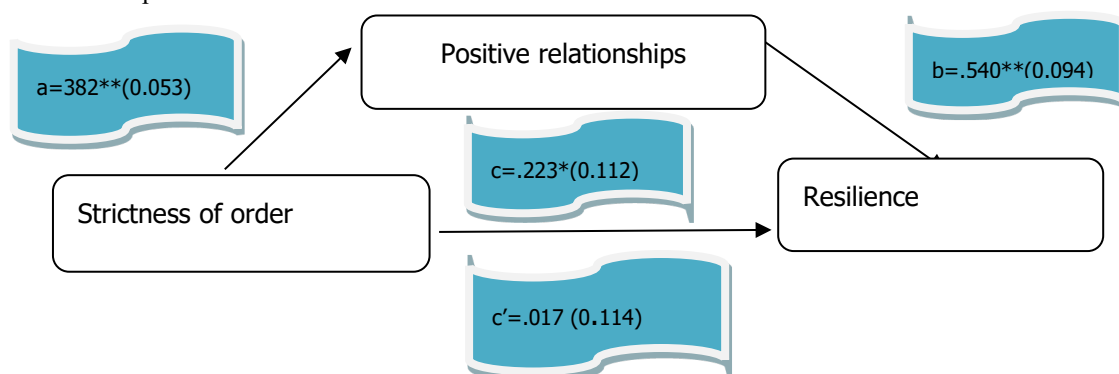 Positive relationships
a=382**(0.053)
b=.540**(0.094)
c=.223*(0.112)
Strictness of order
Resilience
c′=.017 (0.114)